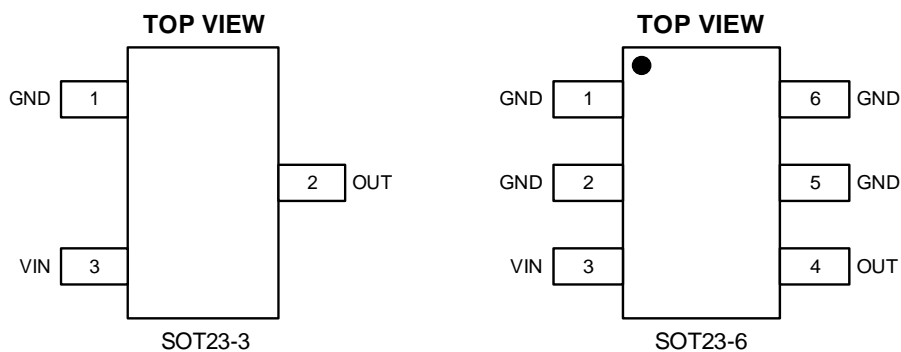 TOP VIEW
GND 1
2 OUT
VIN 3
SOT23-3
TOP VIEW
GND 1 6 GND
GND 2 5 GND
VIN 3 4 OUT
SOT23-6